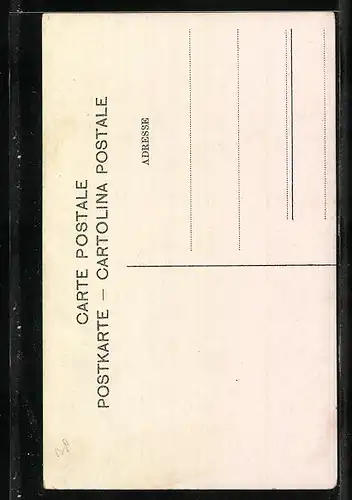 CARTE POSTALE
POSTKARTE — CARTOLINA POSTALE
ADRESSE